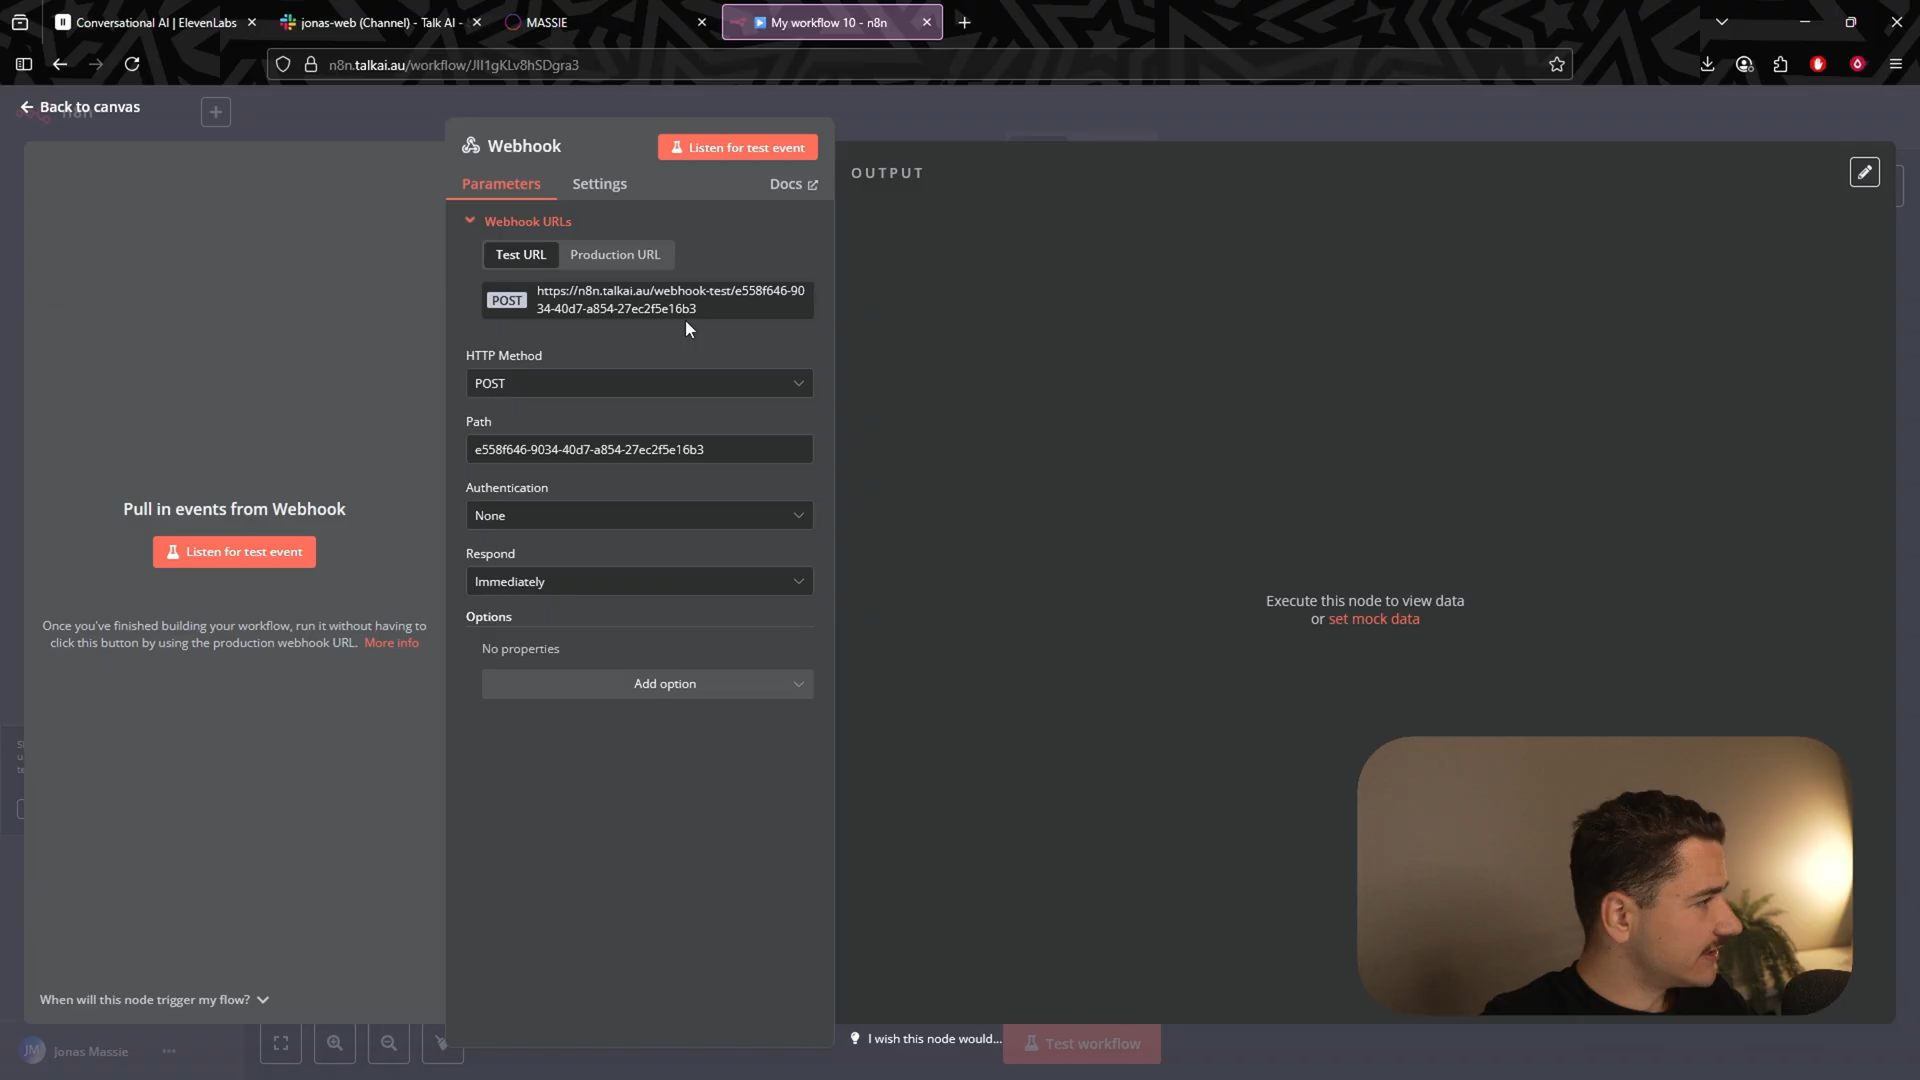 Conversational AI | ElevenLabs
jonas-web (Channel) - Talk AI -
MASSIE
My workflow 10 - n8n
n8n.talkai.au/workflow/JII1gKLv8hSDgra3
Back to canvas
Webhook
Listen for test event
Parameters
Settings
Docs
Webhook URLs
Test URL
Production URL
POST
https://n8n.talkai.au/webhook-test/e558f646-90
34-40d7-a854-27ec2f5e16b3
HTTP Method
POST
Path
e558f646-9034-40d7-a854-27ec2f5e16b3
Authentication
None
Respond
Immediately
Options
No properties
Add option
Pull in events from Webhook
Listen for test event
Once you've finished building your workflow, run it without having to
click this button by using the production webhook URL. More info
When will this node trigger my flow?
OUTPUT
Execute this node to view data
or set mock data
I wish this node would...
Test workflow
JM
Jonas Massie